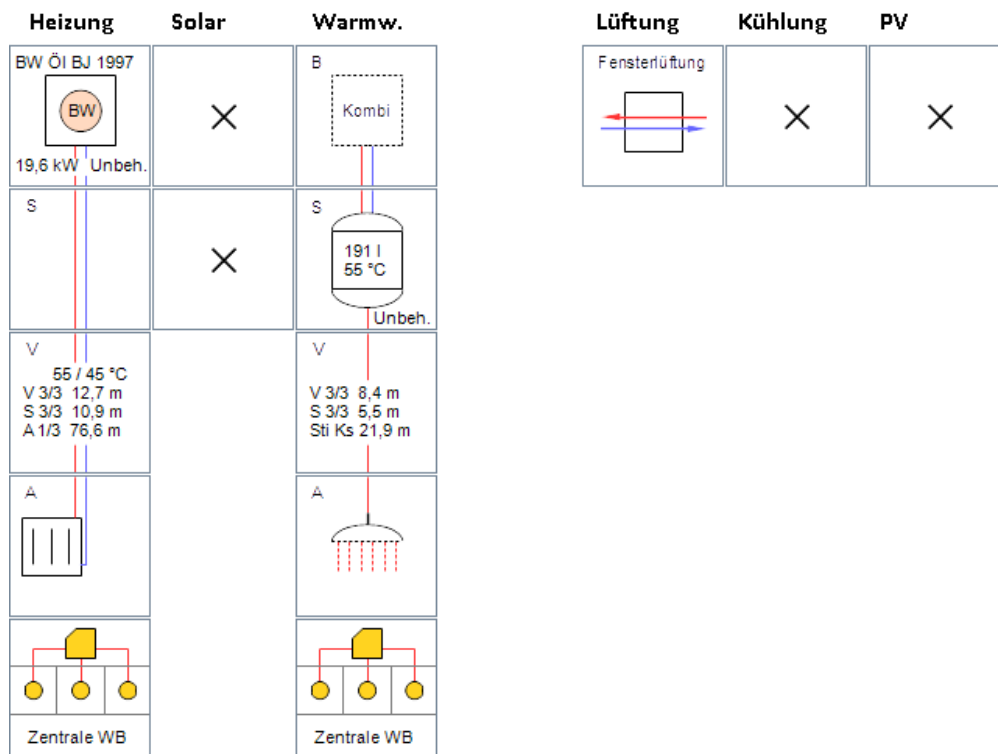 Heizung Solar Warmw. Lüftung Kühlung PV
BW Öl BJ 1997
BW
19,6 kW Unbeh.
B
Kombi
Fensterlüftung
S
S
191 l
55 °C
Unbeh.
V
55 / 45 °C
V 3/3 12,7 m
S 3/3 10,9 m
A 1/3 76,6 m
V
V 3/3 8,4 m
S 3/3 5,5 m
Sti Ks 21,9 m
A
A
Zentrale WB
Zentrale WB